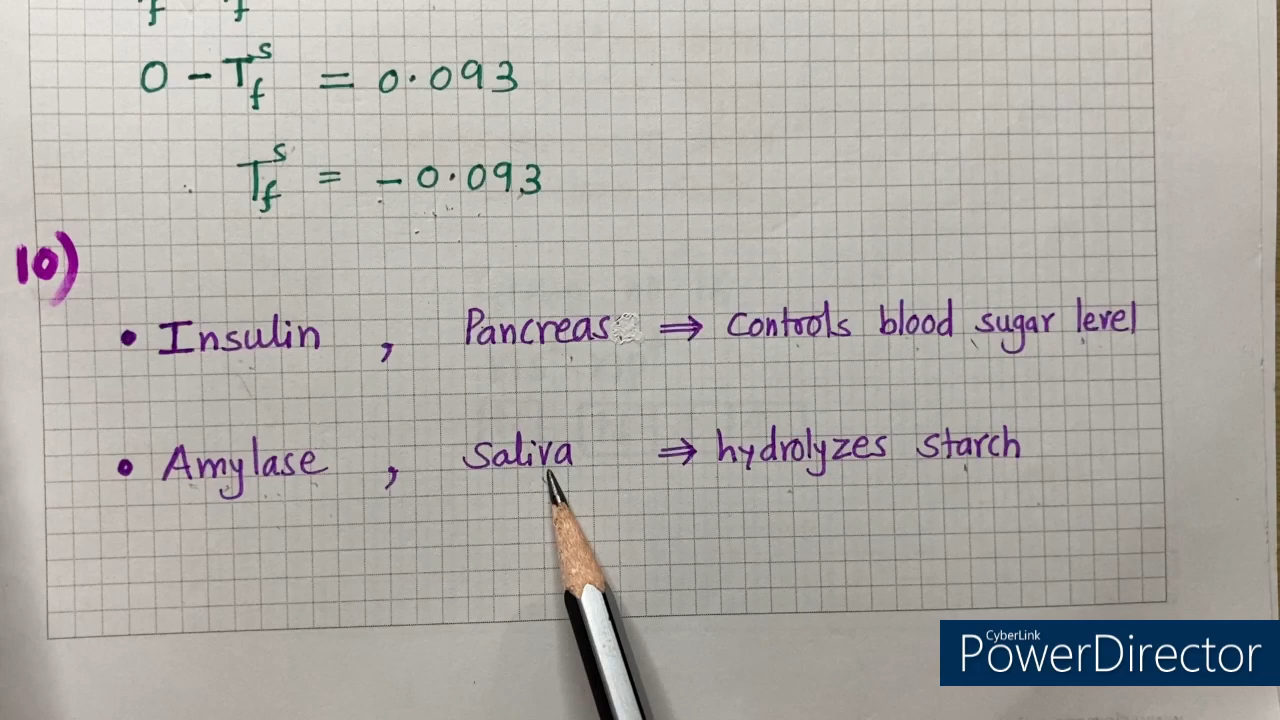 f f
0 - T_f^s = 0.093
T_f^s = - 0.093
10)
• Insulin , Pancreas ⇒ controls blood sugar level
• Amylase , Saliva ⇒ hydrolyzes starch
CyberLink
PowerDirector